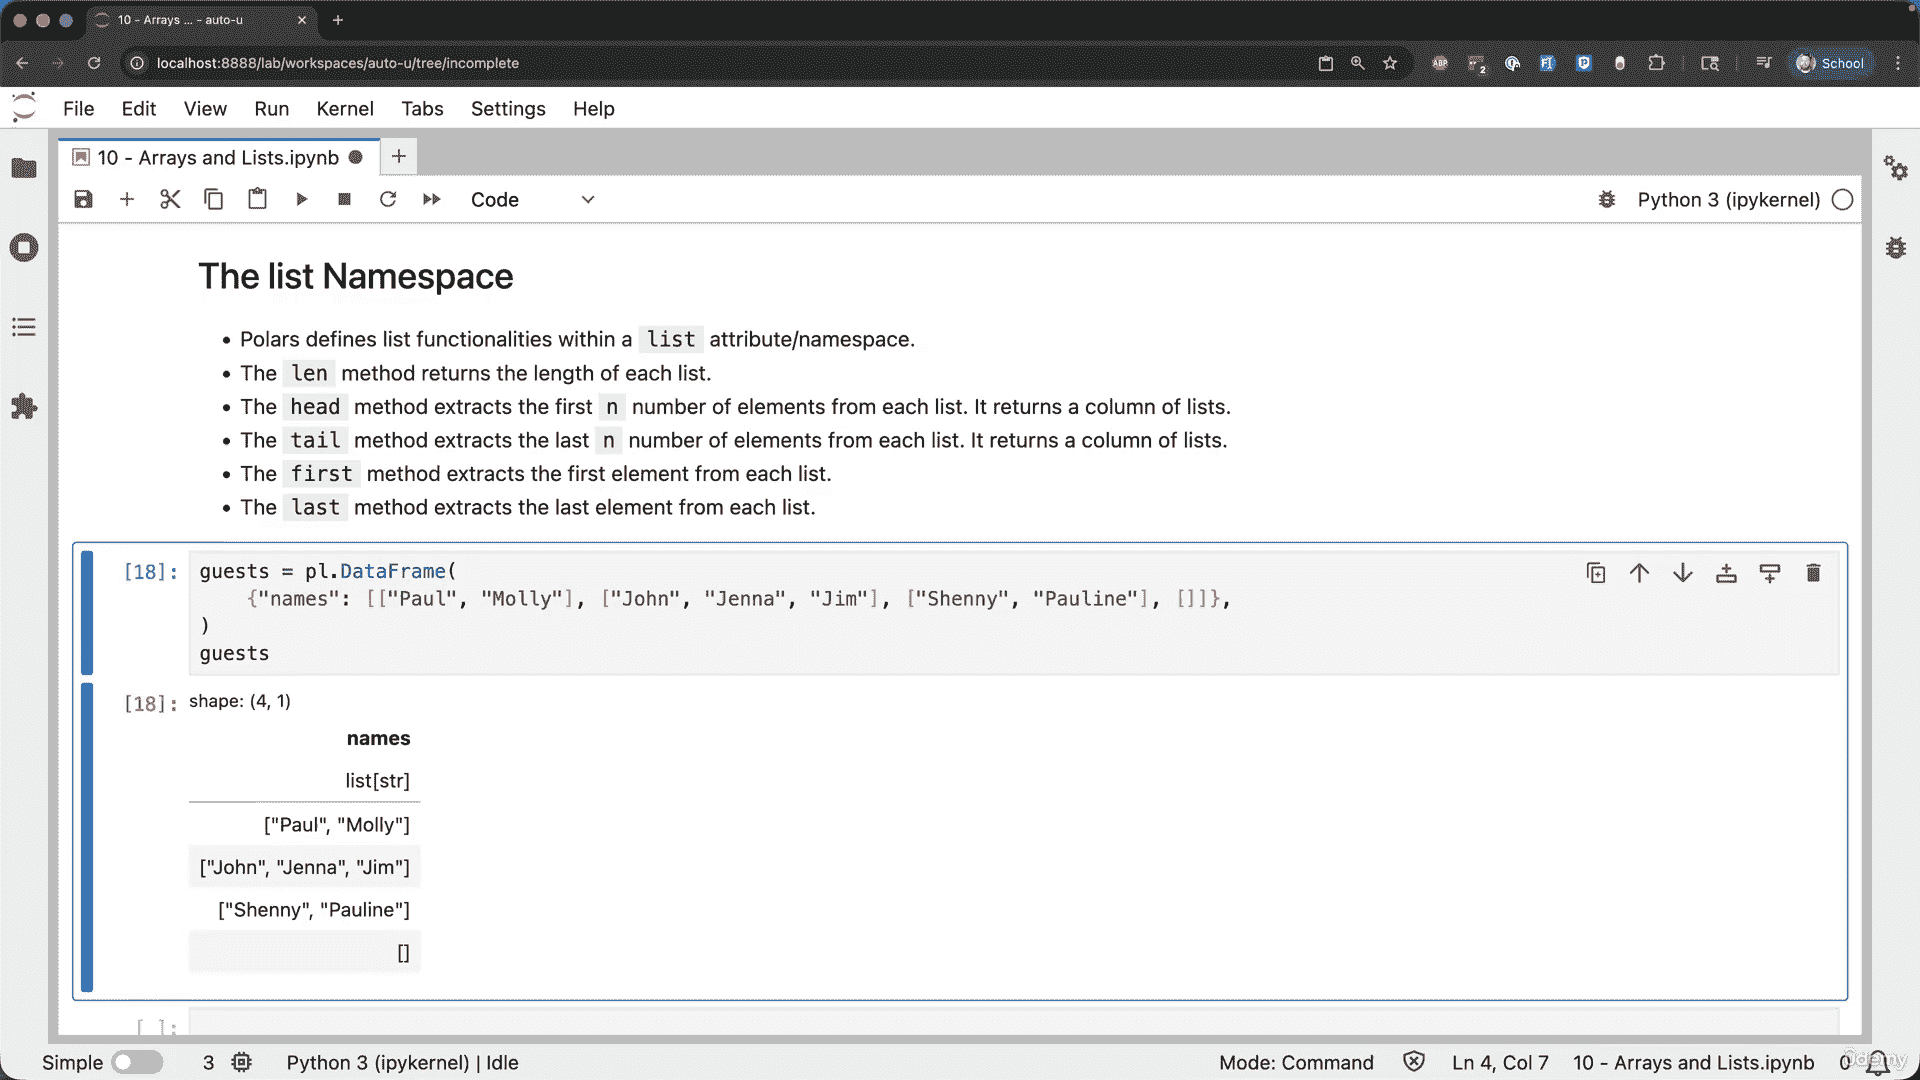 10 - Arrays ... - auto-u
localhost:8888/lab/workspaces/auto-u/tree/incomplete
ABP
2
School
File Edit View Run Kernel Tabs Settings Help
10 - Arrays and Lists.ipynb
Code
Python 3 (ipykernel)
The list Namespace
• Polars defines list functionalities within a list attribute/namespace.
• The len method returns the length of each list.
• The head method extracts the first n number of elements from each list. It returns a column of lists.
• The tail method extracts the last n number of elements from each list. It returns a column of lists.
• The first method extracts the first element from each list.
• The last method extracts the last element from each list.
[18]: guests = pl.DataFrame(
{"names": [["Paul", "Molly"], ["John", "Jenna", "Jim"], ["Shenny", "Pauline"], []]},
)
guests
[18]: shape: (4, 1)
names
list[str]
["Paul", "Molly"]
["John", "Jenna", "Jim"]
["Shenny", "Pauline"]
[]
[ ]:
Simple 3 Python 3 (ipykernel) | Idle Mode: Command Ln 4, Col 7 10 - Arrays and Lists.ipynb 0
Udemy